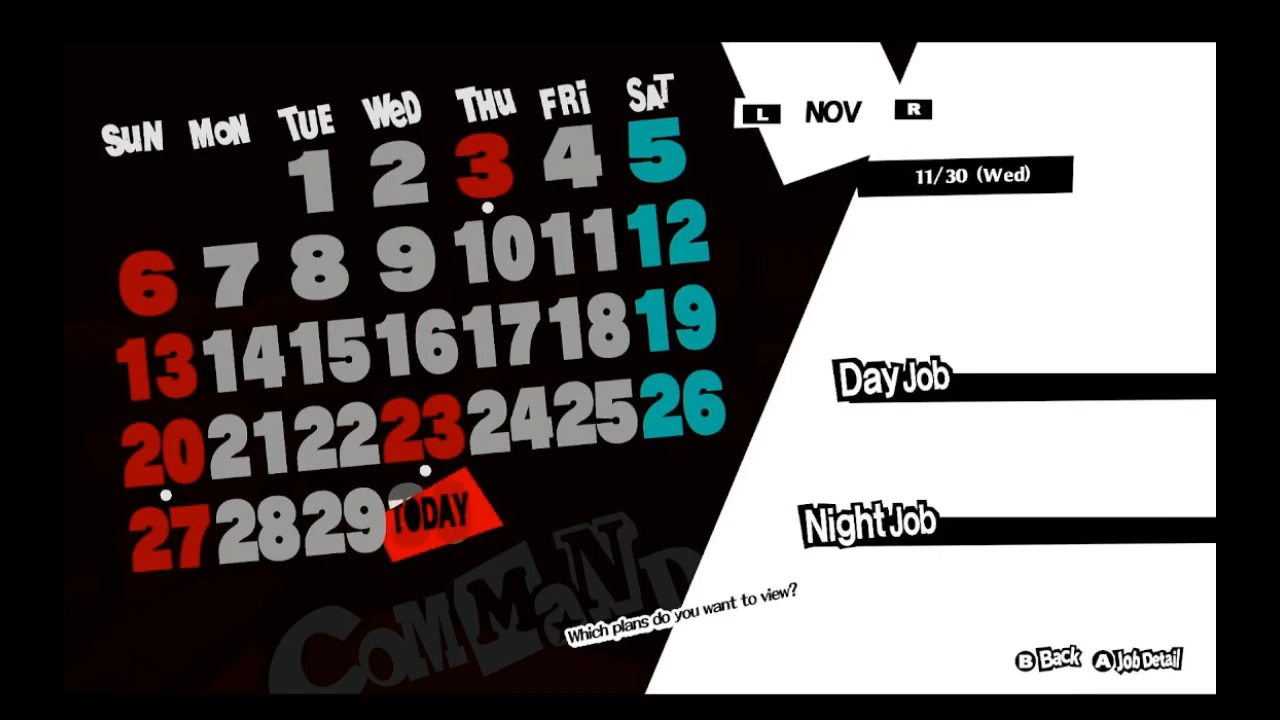 SUN MON TUE WED THU FRI SAT
1 2 3 4 5
6 7 8 9 10 11 12
13 14 15 16 17 18 19
20 21 22 23 24 25 26
27 28 29 TODAY
L NOV R
11/30 (Wed)
Day Job
Night Job
COMMAND
Which plans do you want to view?
B Back A Job Detail